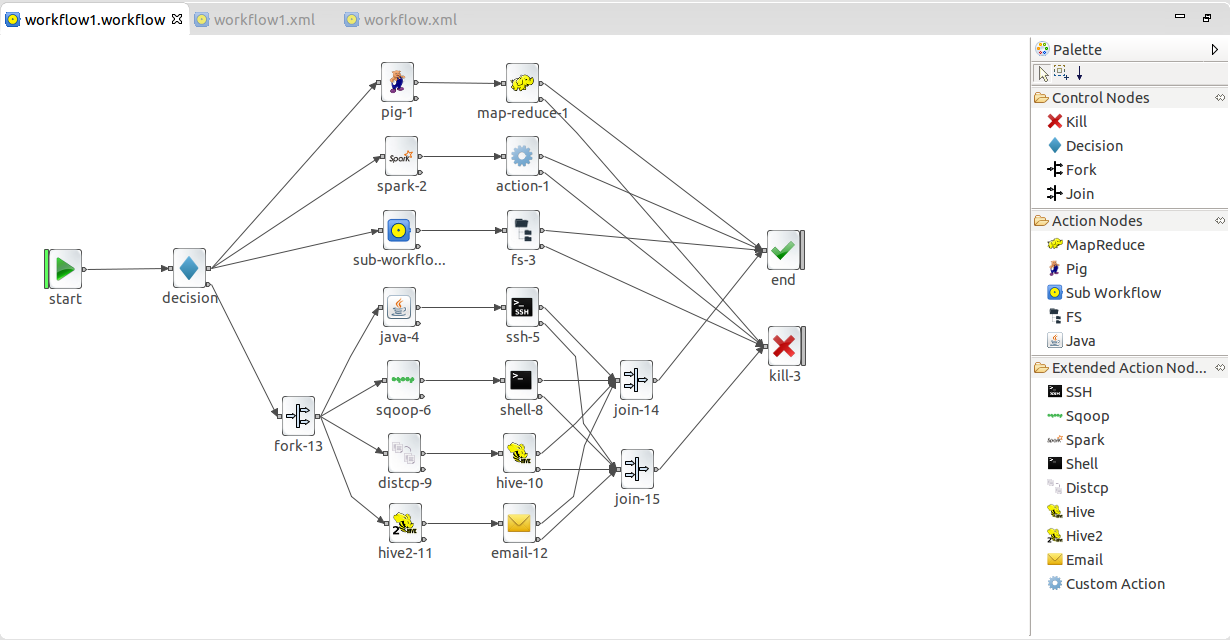 workflow1.workflow
workflow1.xml
workflow.xml
pig-1
map-reduce-1
Spark
spark-2
action-1
sub-workflo...
fs-3
start
decision
end
java-4
>_ SSH
ssh-5
kill-3
sqoop
sqoop-6
>_
shell-8
join-14
fork-13
distcp-9
HIVE
hive-10
join-15
2 HIVE
hive2-11
email-12
Palette
Control Nodes
Kill
Decision
Fork
Join
Action Nodes
MapReduce
Pig
Sub Workflow
FS
Java
Extended Action Nod...
SSH
Sqoop
Spark
Shell
Distcp
Hive
Hive2
Email
Custom Action